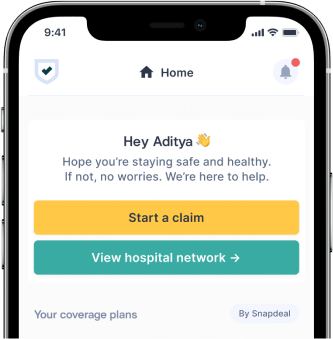 9:41
Home
Hey Aditya 👋
Hope you're staying safe and healthy.
If not, no worries. We're here to help.
Start a claim
View hospital network →
Your coverage plans
By Snapdeal